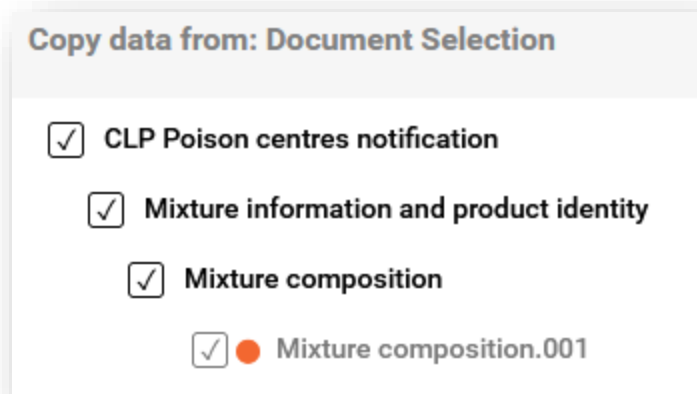 Copy data from: Document Selection
CLP Poison centres notification
Mixture information and product identity
Mixture composition
Mixture composition.001